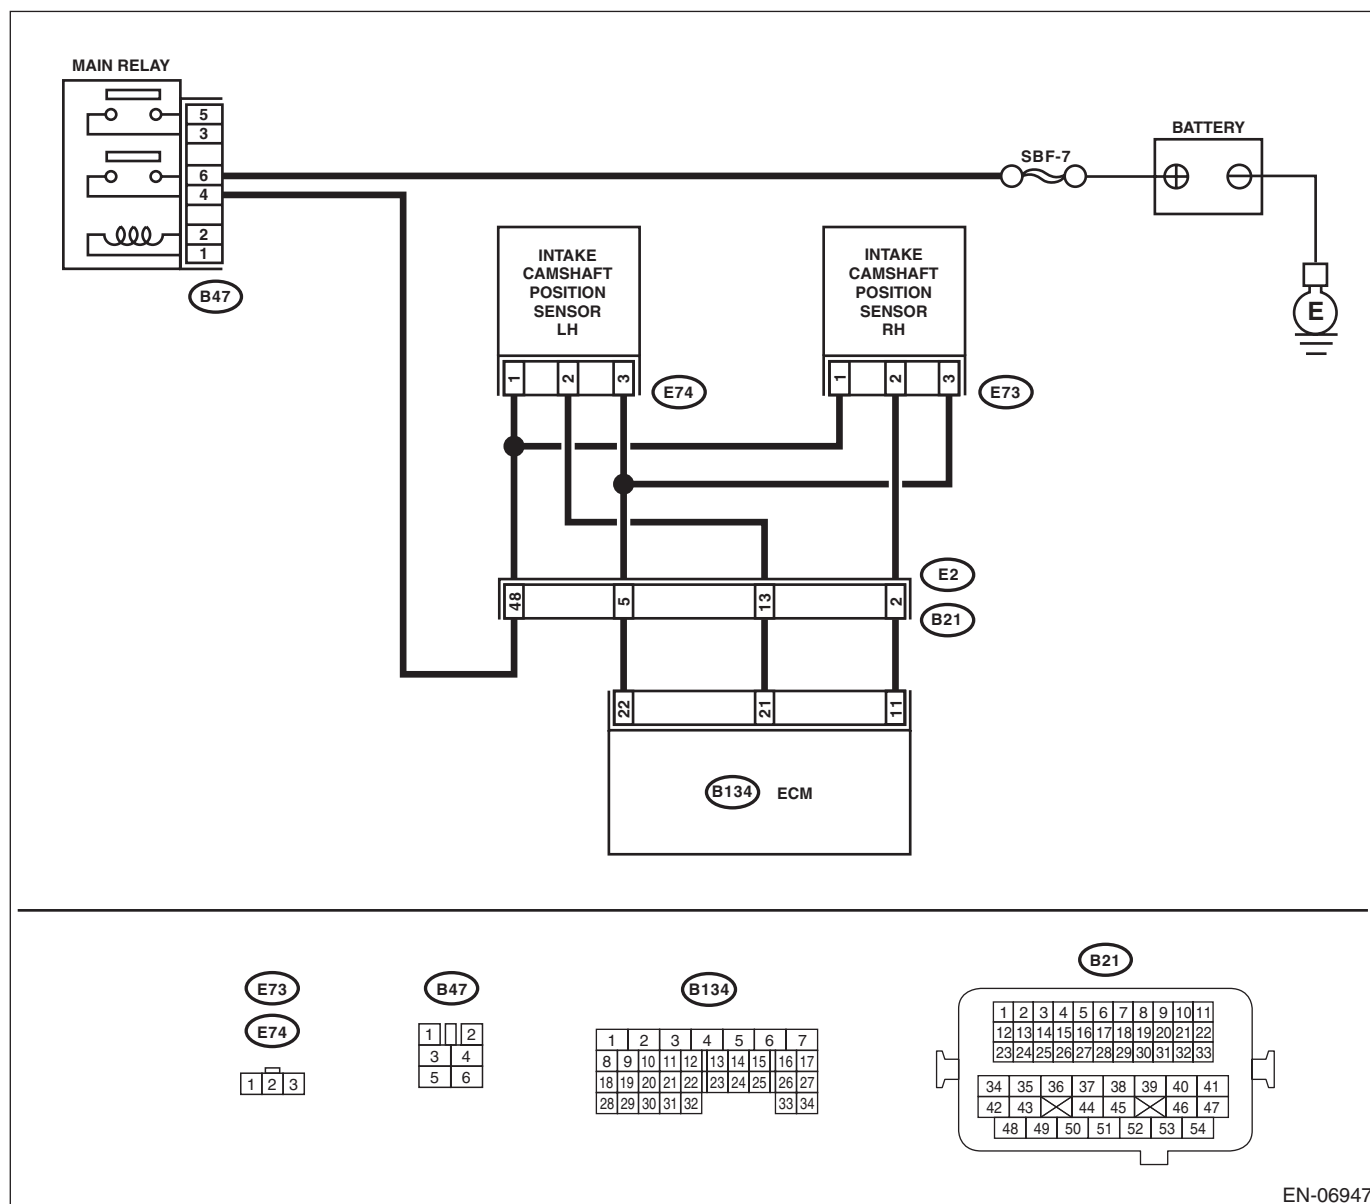 MAIN RELAY
5
3
6
4
2
1
B47
SBF-7
BATTERY
E
INTAKE
CAMSHAFT
POSITION
SENSOR
LH
1 2 3
E74
INTAKE
CAMSHAFT
POSITION
SENSOR
RH
1 2 3
E73
E2
48 5 13 2
B21
22 21 11
B134 ECM
E73
E74
1 2 3
B47
1 2
3 4
5 6
B134
1 2 3 4 5 6 7
8 9 10 11 12 13 14 15 16 17
18 19 20 21 22 23 24 25 26 27
28 29 30 31 32 33 34
B21
1 2 3 4 5 6 7 8 9 10 11
12 13 14 15 16 17 18 19 20 21 22
23 24 25 26 27 28 29 30 31 32 33
34 35 36 37 38 39 40 41
42 43 44 45 46 47
48 49 50 51 52 53 54
EN-06947